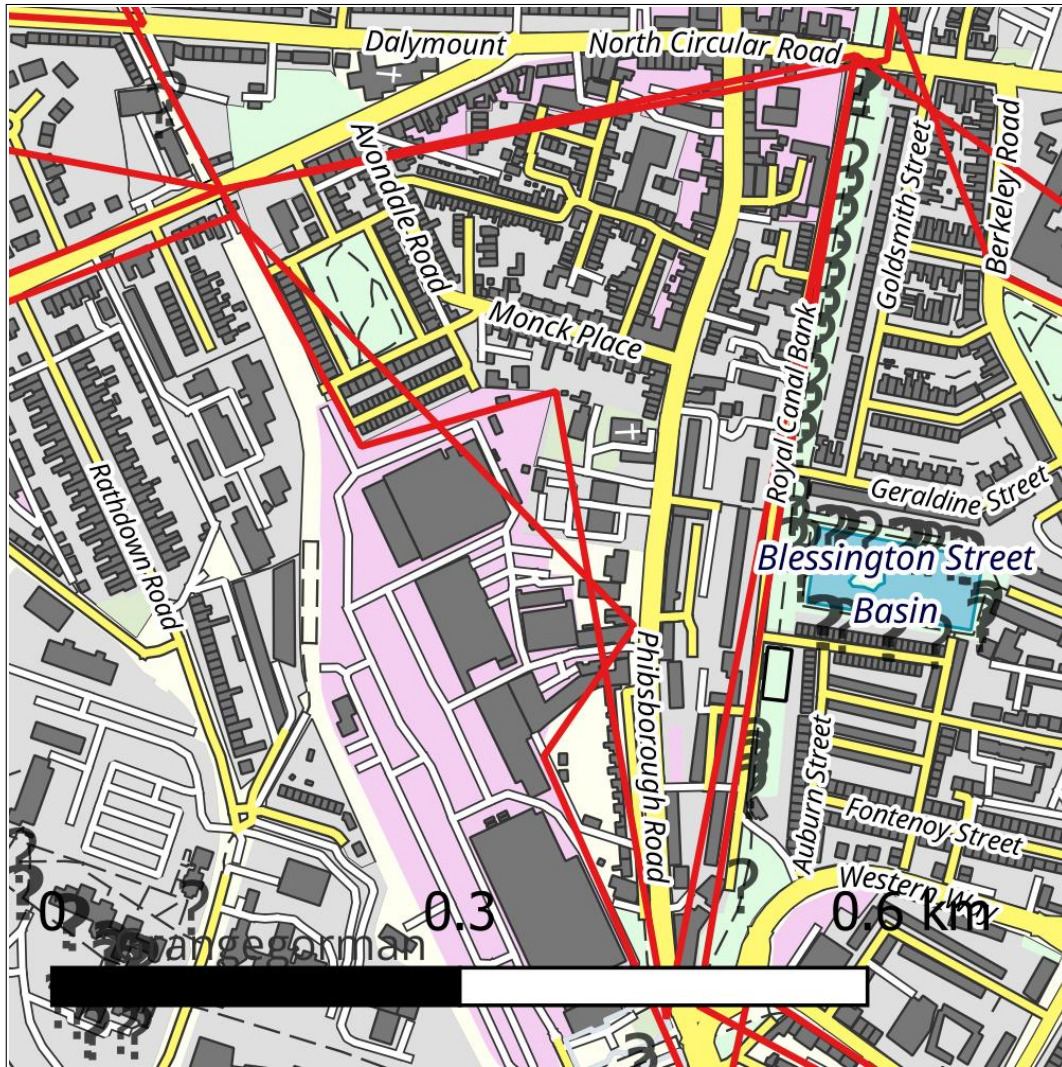 Dalymount
North Circular Road
Avondale Road
Goldsmith Street
Berkeley Road
Monck Place
Royal Canal Bank
Rathdown Road
Geraldine Street
Blessington Street
Basin
Phibsborough Road
Auburn Street
Fontenoy Street
Western Way
0
0.3
0.6 km
Grangegorman